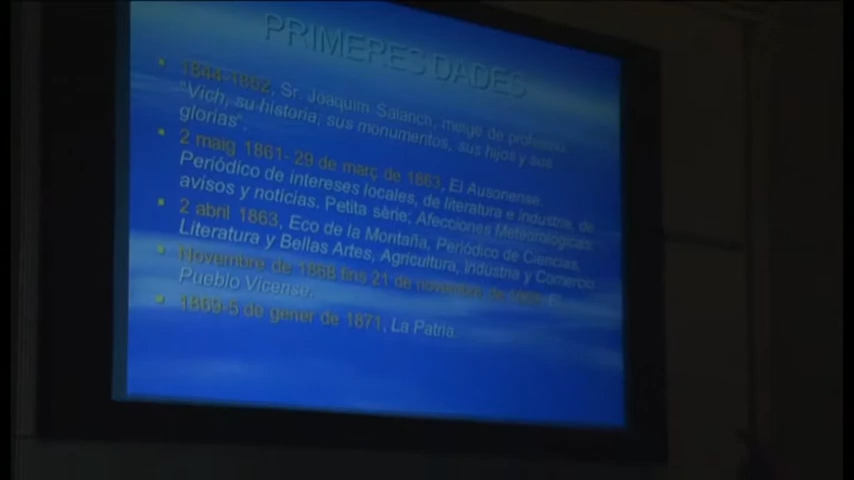 PRIMERES DADES
1844-1862, Sr. Joaquim Salarich, metge de professió.
"Vich, su historia, sus monumentos, sus hijos y sus
glorias".
2 maig 1861- 29 de març de 1863, El Ausonense.
Periódico de intereses locales, de literatura e industria, de
avisos y notícias. Petita sèrie; Afecciones Meteorológicas.
2 abril 1863, Eco de la Montaña, Periódico de Ciencias,
Literatura y Bellas Artes, Agricultura, Industria y Comercio.
Novembre de 1868 fins 21 de novembre de El
Pueblo Vicense.
1869-5 de gener de 1871, La Patria.